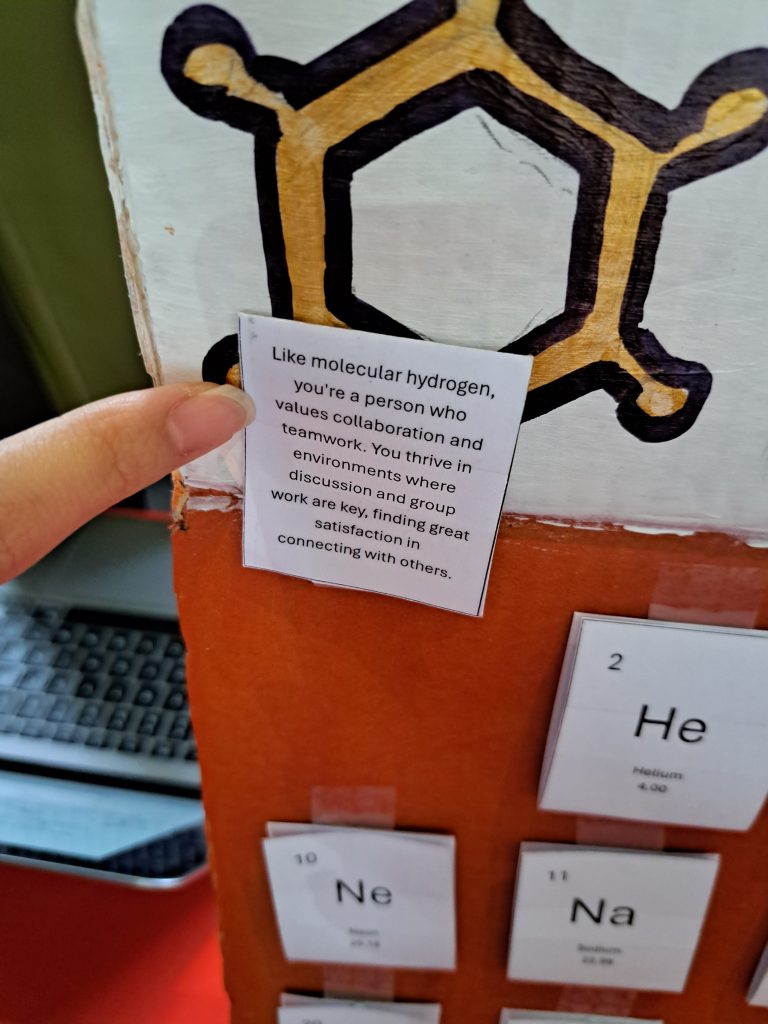 Like molecular hydrogen,
you're a person who
values collaboration and
teamwork. You thrive in
environments where
discussion and group
work are key, finding great
satisfaction in
connecting with others.
2
He
Helium
4.00
10
Ne
Neon
11
Na
Sodium